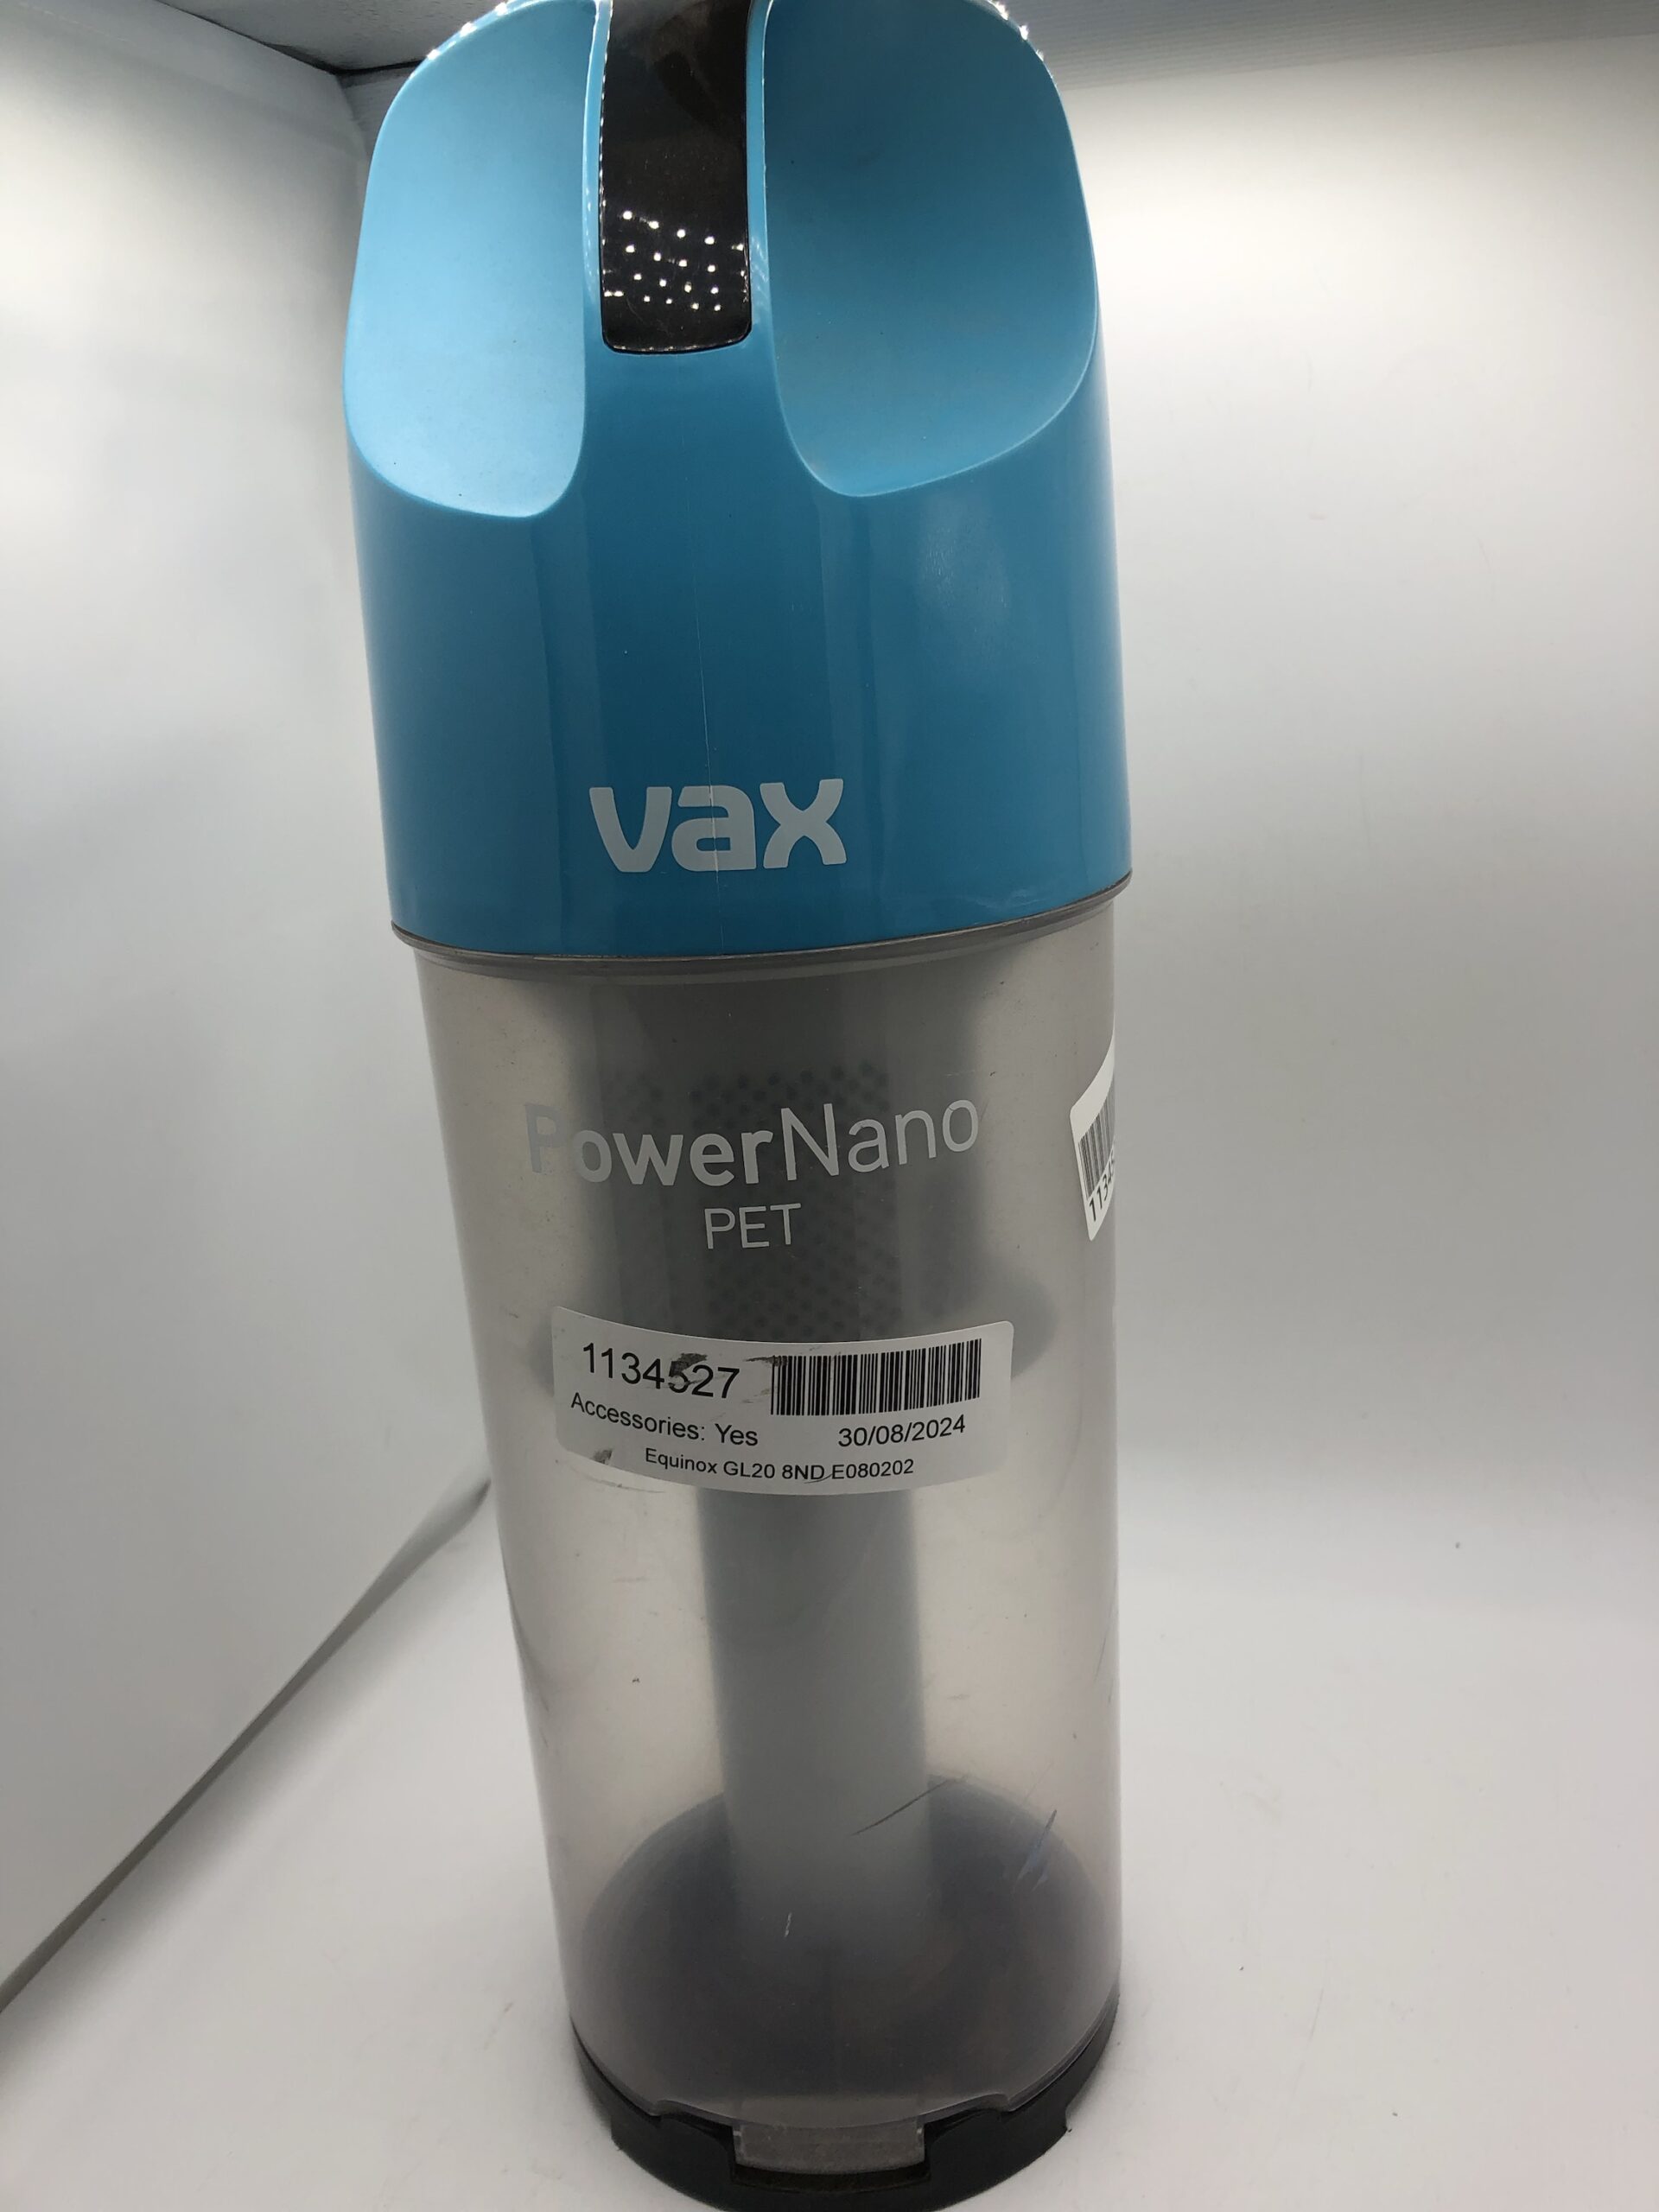 vax
PowerNano
PET
1134527
Accessories: Yes 30/08/2024
Equinox GL20 8ND E080202